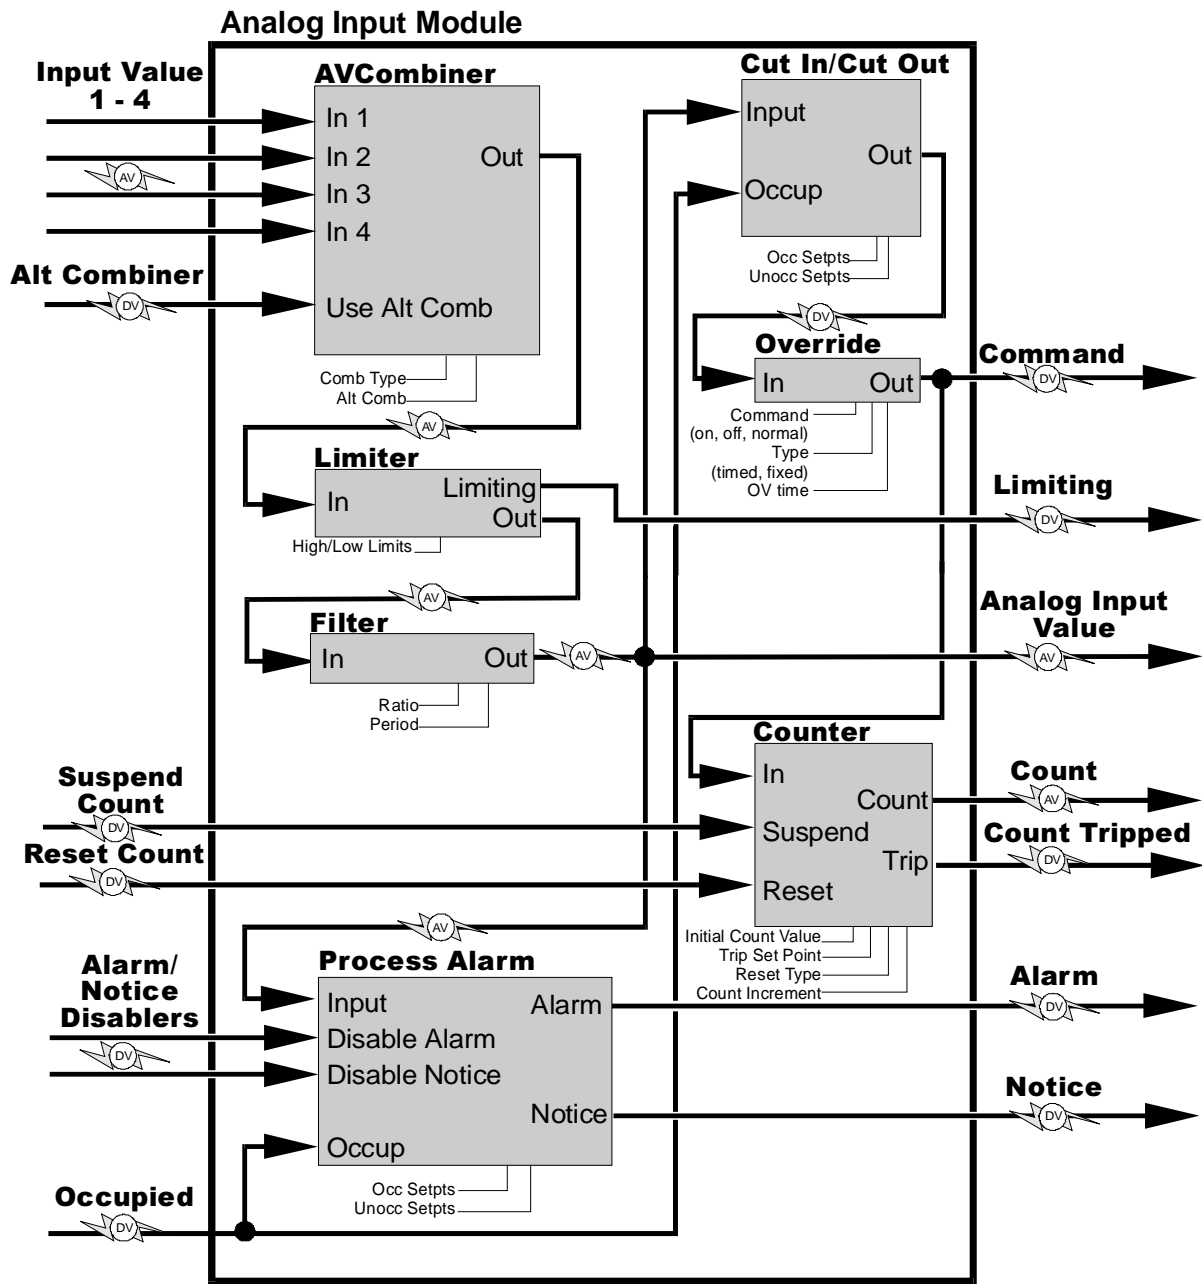 Analog Input Module
Input Value
1 - 4
AV
Alt Combiner
DV
AVCombiner
In 1
In 2
In 3
In 4
Out
Use Alt Comb
Comb Type
Alt Comb
AV
Cut In/Cut Out
Input
Out
Occup
Occ Setpts
Unocc Setpts
DV
Override
In
Out
Command
(on, off, normal)
Type
(timed, fixed)
OV time
Command
DV
Limiter
In
Limiting
Out
High/Low Limits
AV
Limiting
DV
Filter
In
Out
AV
Ratio
Period
Analog Input
Value
AV
Suspend
Count
DV
Reset Count
DV
Counter
In
Count
Suspend
Trip
Reset
Initial Count Value
Trip Set Point
Reset Type
Count Increment
Count
AV
Count Tripped
DV
AV
Alarm/
Notice
Disablers
DV
Process Alarm
Input
Alarm
Disable Alarm
Disable Notice
Notice
Occup
Occ Setpts
Unocc Setpts
Alarm
DV
Notice
DV
Occupied
DV